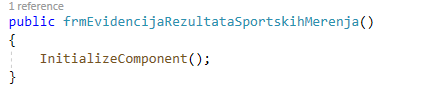 1 reference
public frmEvidencijaRezultataSportskihMerenja()
{
InitializeComponent();
}